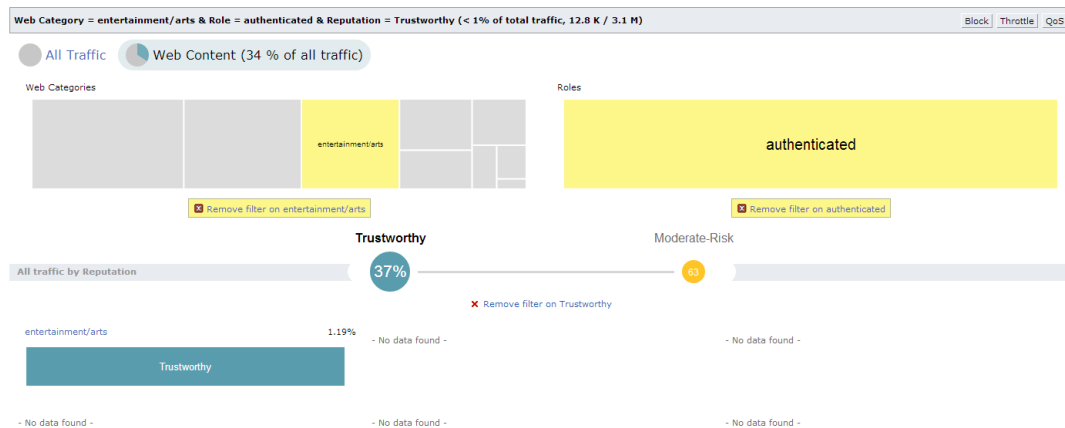 Web Category = entertainment/arts & Role = authenticated & Reputation = Trustworthy (< 1% of total traffic, 12.8 K / 3.1 M)
Block Throttle QoS
All Traffic Web Content (34 % of all traffic)
Web Categories Roles
entertainment/arts authenticated
Remove filter on entertainment/arts Remove filter on authenticated
Trustworthy Moderate-Risk
All traffic by Reputation 37% 63
Remove filter on Trustworthy
entertainment/arts 1.19%
- No data found - - No data found -
Trustworthy
- No data found - - No data found - - No data found -